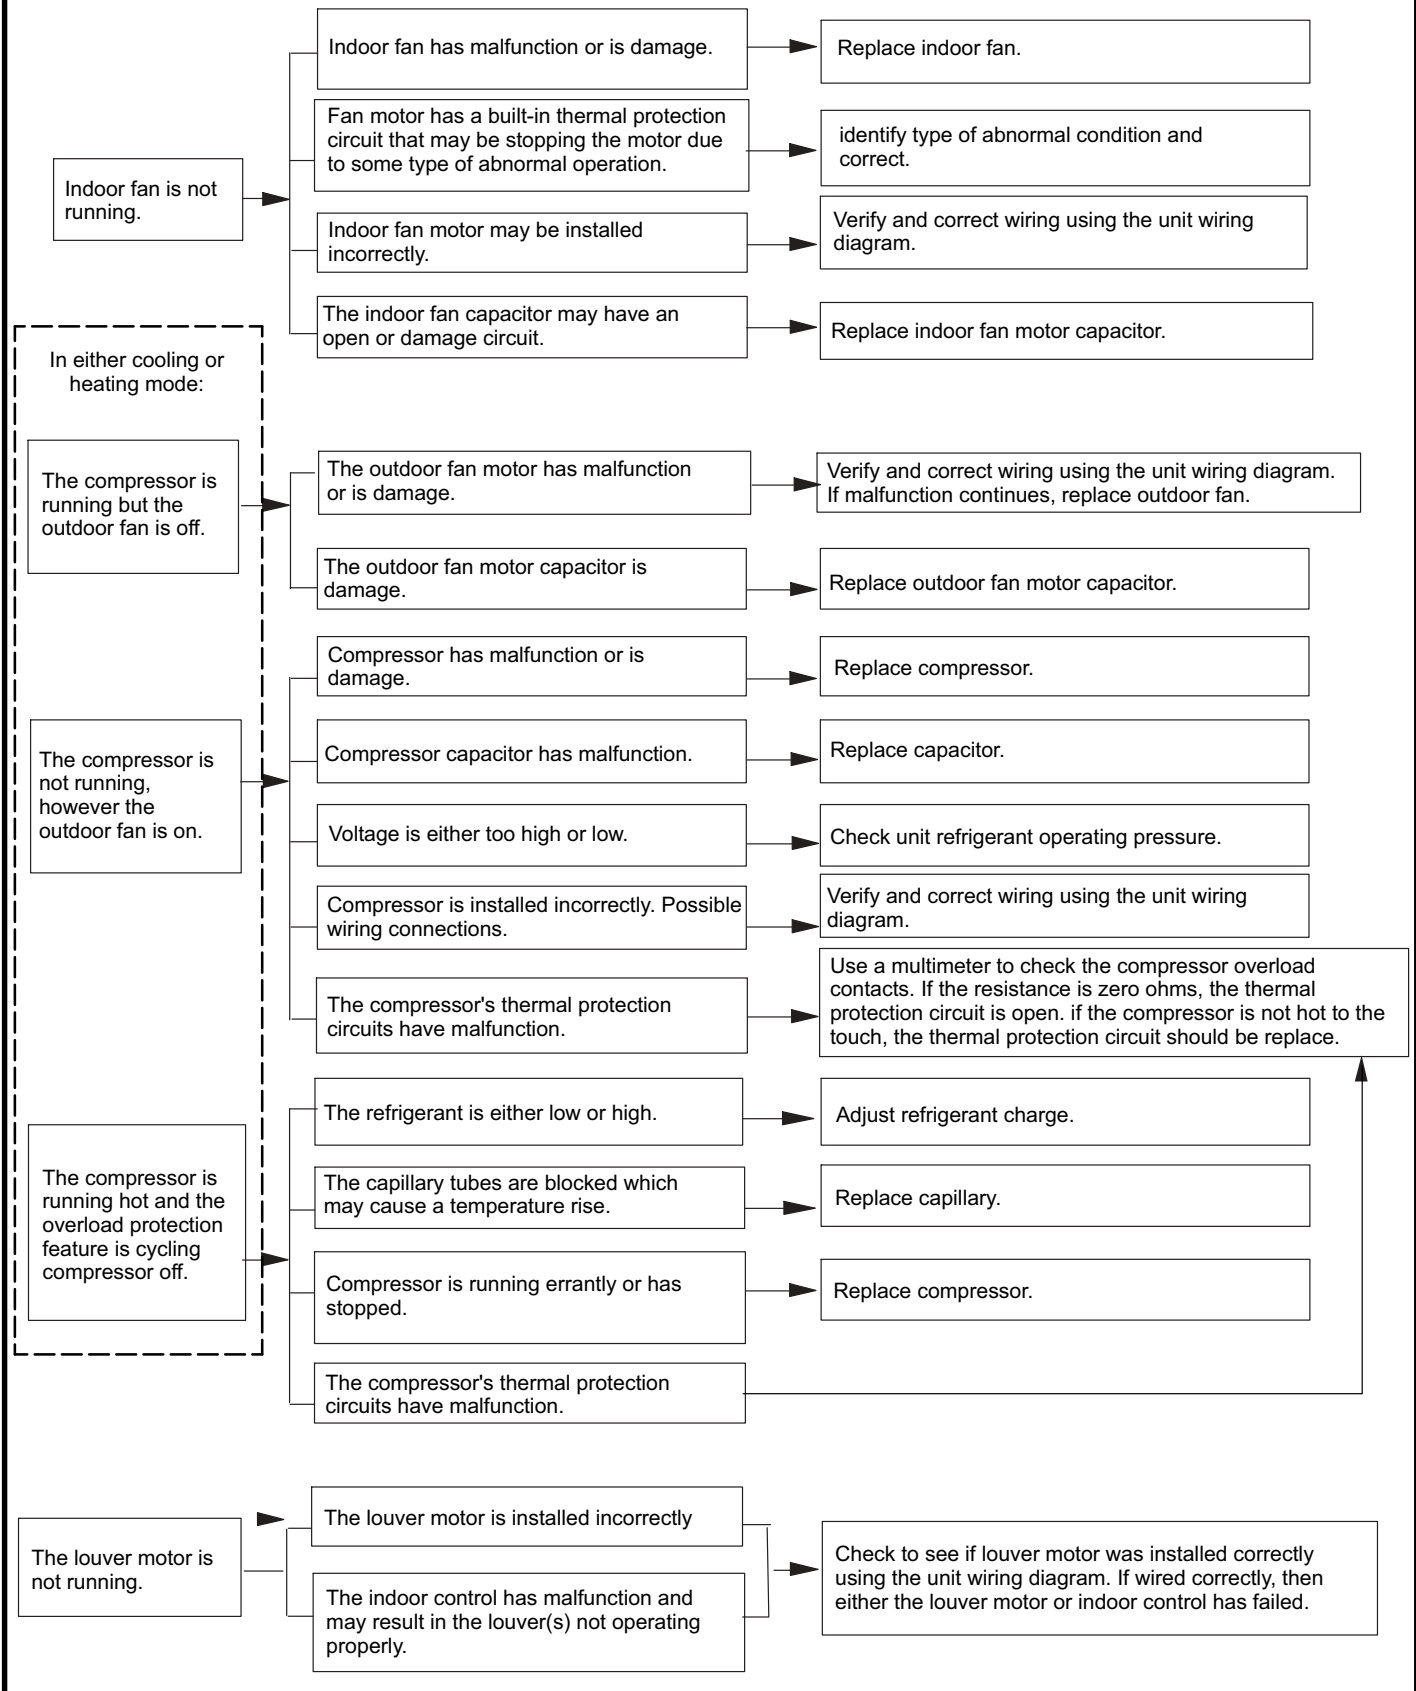 Indoor fan is not
running.
Indoor fan has malfunction or is damage.
Replace indoor fan.
Fan motor has a built-in thermal protection
circuit that may be stopping the motor due
to some type of abnormal operation.
identify type of abnormal condition and
correct.
Indoor fan motor may be installed
incorrectly.
Verify and correct wiring using the unit wiring
diagram.
The indoor fan capacitor may have an
open or damage circuit.
Replace indoor fan motor capacitor.
In either cooling or
heating mode:
The compressor is
running but the
outdoor fan is off.
The outdoor fan motor has malfunction
or is damage.
Verify and correct wiring using the unit wiring diagram.
If malfunction continues, replace outdoor fan.
The outdoor fan motor capacitor is
damage.
Replace outdoor fan motor capacitor.
The compressor is
not running,
however the
outdoor fan is on.
Compressor has malfunction or is
damage.
Replace compressor.
Compressor capacitor has malfunction.
Replace capacitor.
Voltage is either too high or low.
Check unit refrigerant operating pressure.
Compressor is installed incorrectly. Possible
wiring connections.
Verify and correct wiring using the unit wiring
diagram.
The compressor's thermal protection
circuits have malfunction.
Use a multimeter to check the compressor overload
contacts. If the resistance is zero ohms, the thermal
protection circuit is open. if the compressor is not hot to the
touch, the thermal protection circuit should be replace.
The compressor is
running hot and the
overload protection
feature is cycling
compressor off.
The refrigerant is either low or high.
Adjust refrigerant charge.
The capillary tubes are blocked which
may cause a temperature rise.
Replace capillary.
Compressor is running errantly or has
stopped.
Replace compressor.
The compressor's thermal protection
circuits have malfunction.
The louver motor is
not running.
The louver motor is installed incorrectly
The indoor control has malfunction and
may result in the louver(s) not operating
properly.
Check to see if louver motor was installed correctly
using the unit wiring diagram. If wired correctly, then
either the louver motor or indoor control has failed.